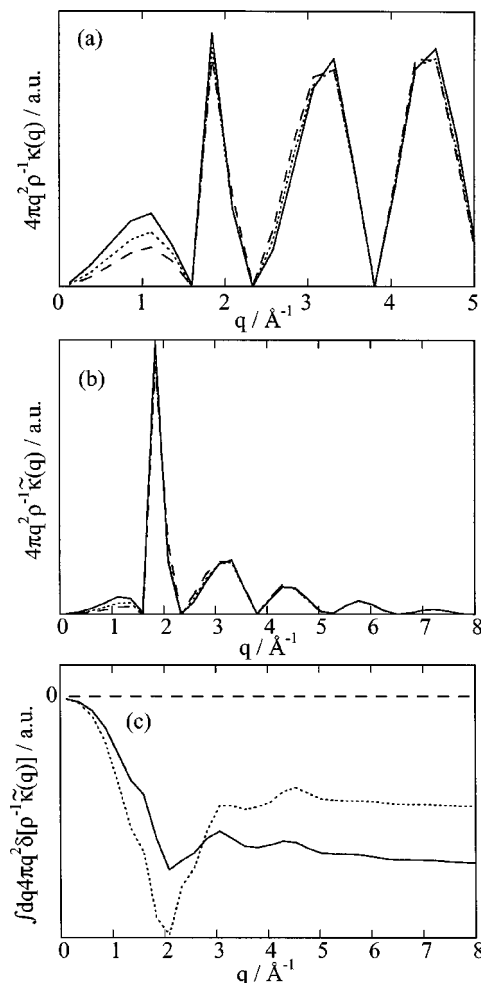 (a)
4πq²ρ⁻¹κ(q) / a.u.
0 1 2 3 4 5
q / Å⁻¹
(b)
4πq²ρ⁻¹κ̃(q) / a.u.
0 1 2 3 4 5 6 7 8
q / Å⁻¹
0
(c)
∫dq4πq²δ[ρ⁻¹κ̃(q)] / a.u.
0 1 2 3 4 5 6 7 8
q / Å⁻¹